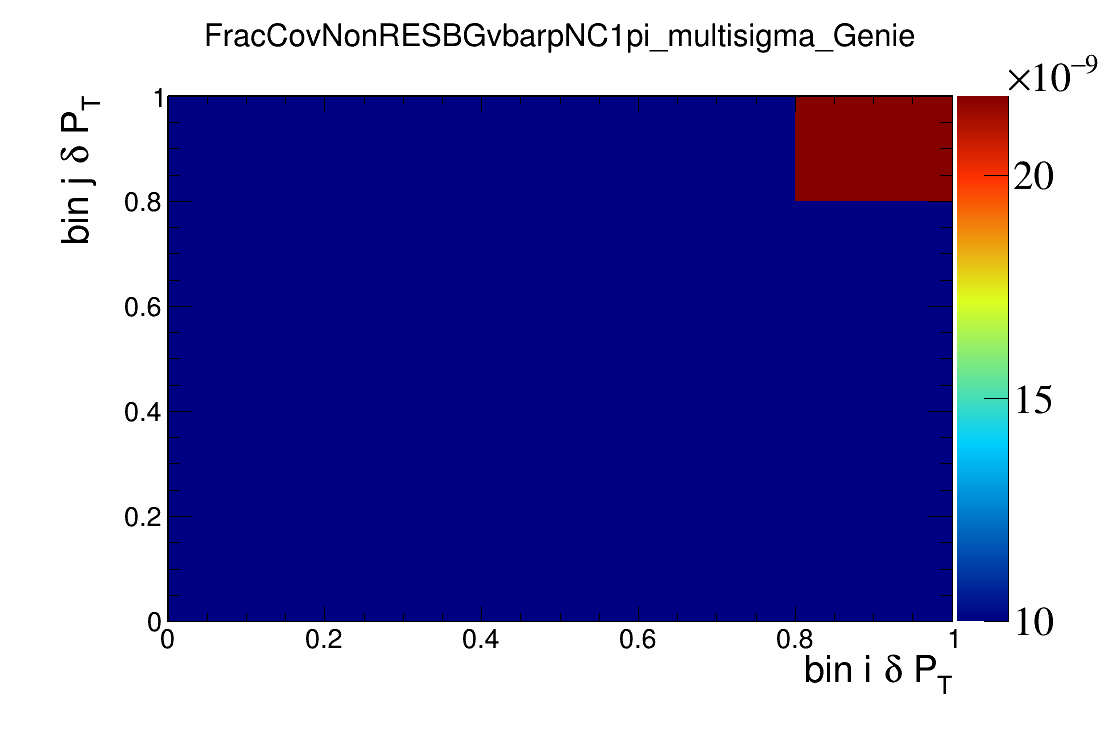 FracCovNonRESBGvbarpNC1pi_multisigma_Genie
×10⁻⁹
bin j δ P_T
1
0.8
0.6
0.4
0.2
0
0 0.2 0.4 0.6 0.8 1
bin i δ P_T
20
15
10